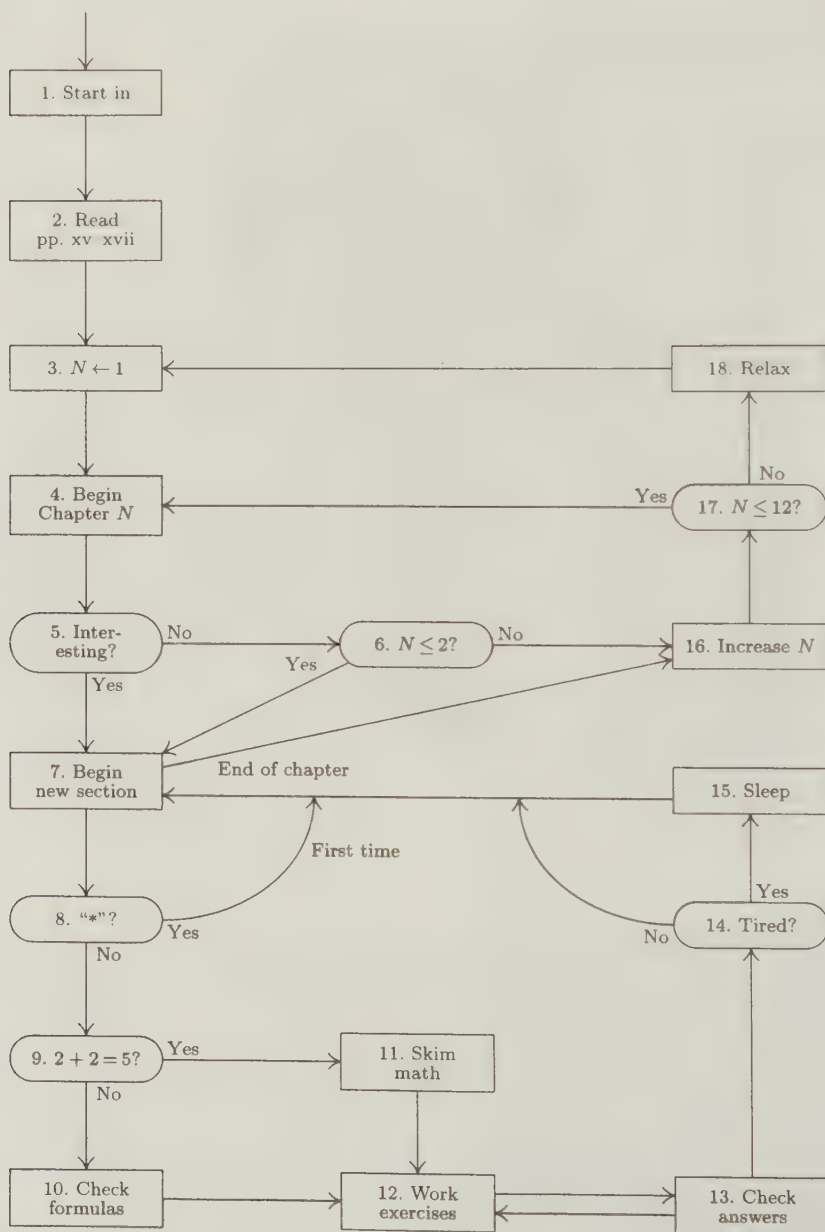 1. Start in
2. Read
pp. xv xvii
3. N ← 1
18. Relax
No
4. Begin
Chapter N
Yes
17. N ≤ 12?
5. Inter-
esting?
No
Yes
6. N ≤ 2?
No
16. Increase N
Yes
7. Begin
new section
End of chapter
15. Sleep
First time
Yes
8. “*”?
Yes
No
14. Tired?
No
9. 2 + 2 = 5?
Yes
11. Skim
math
No
10. Check
formulas
12. Work
exercises
13. Check
answers